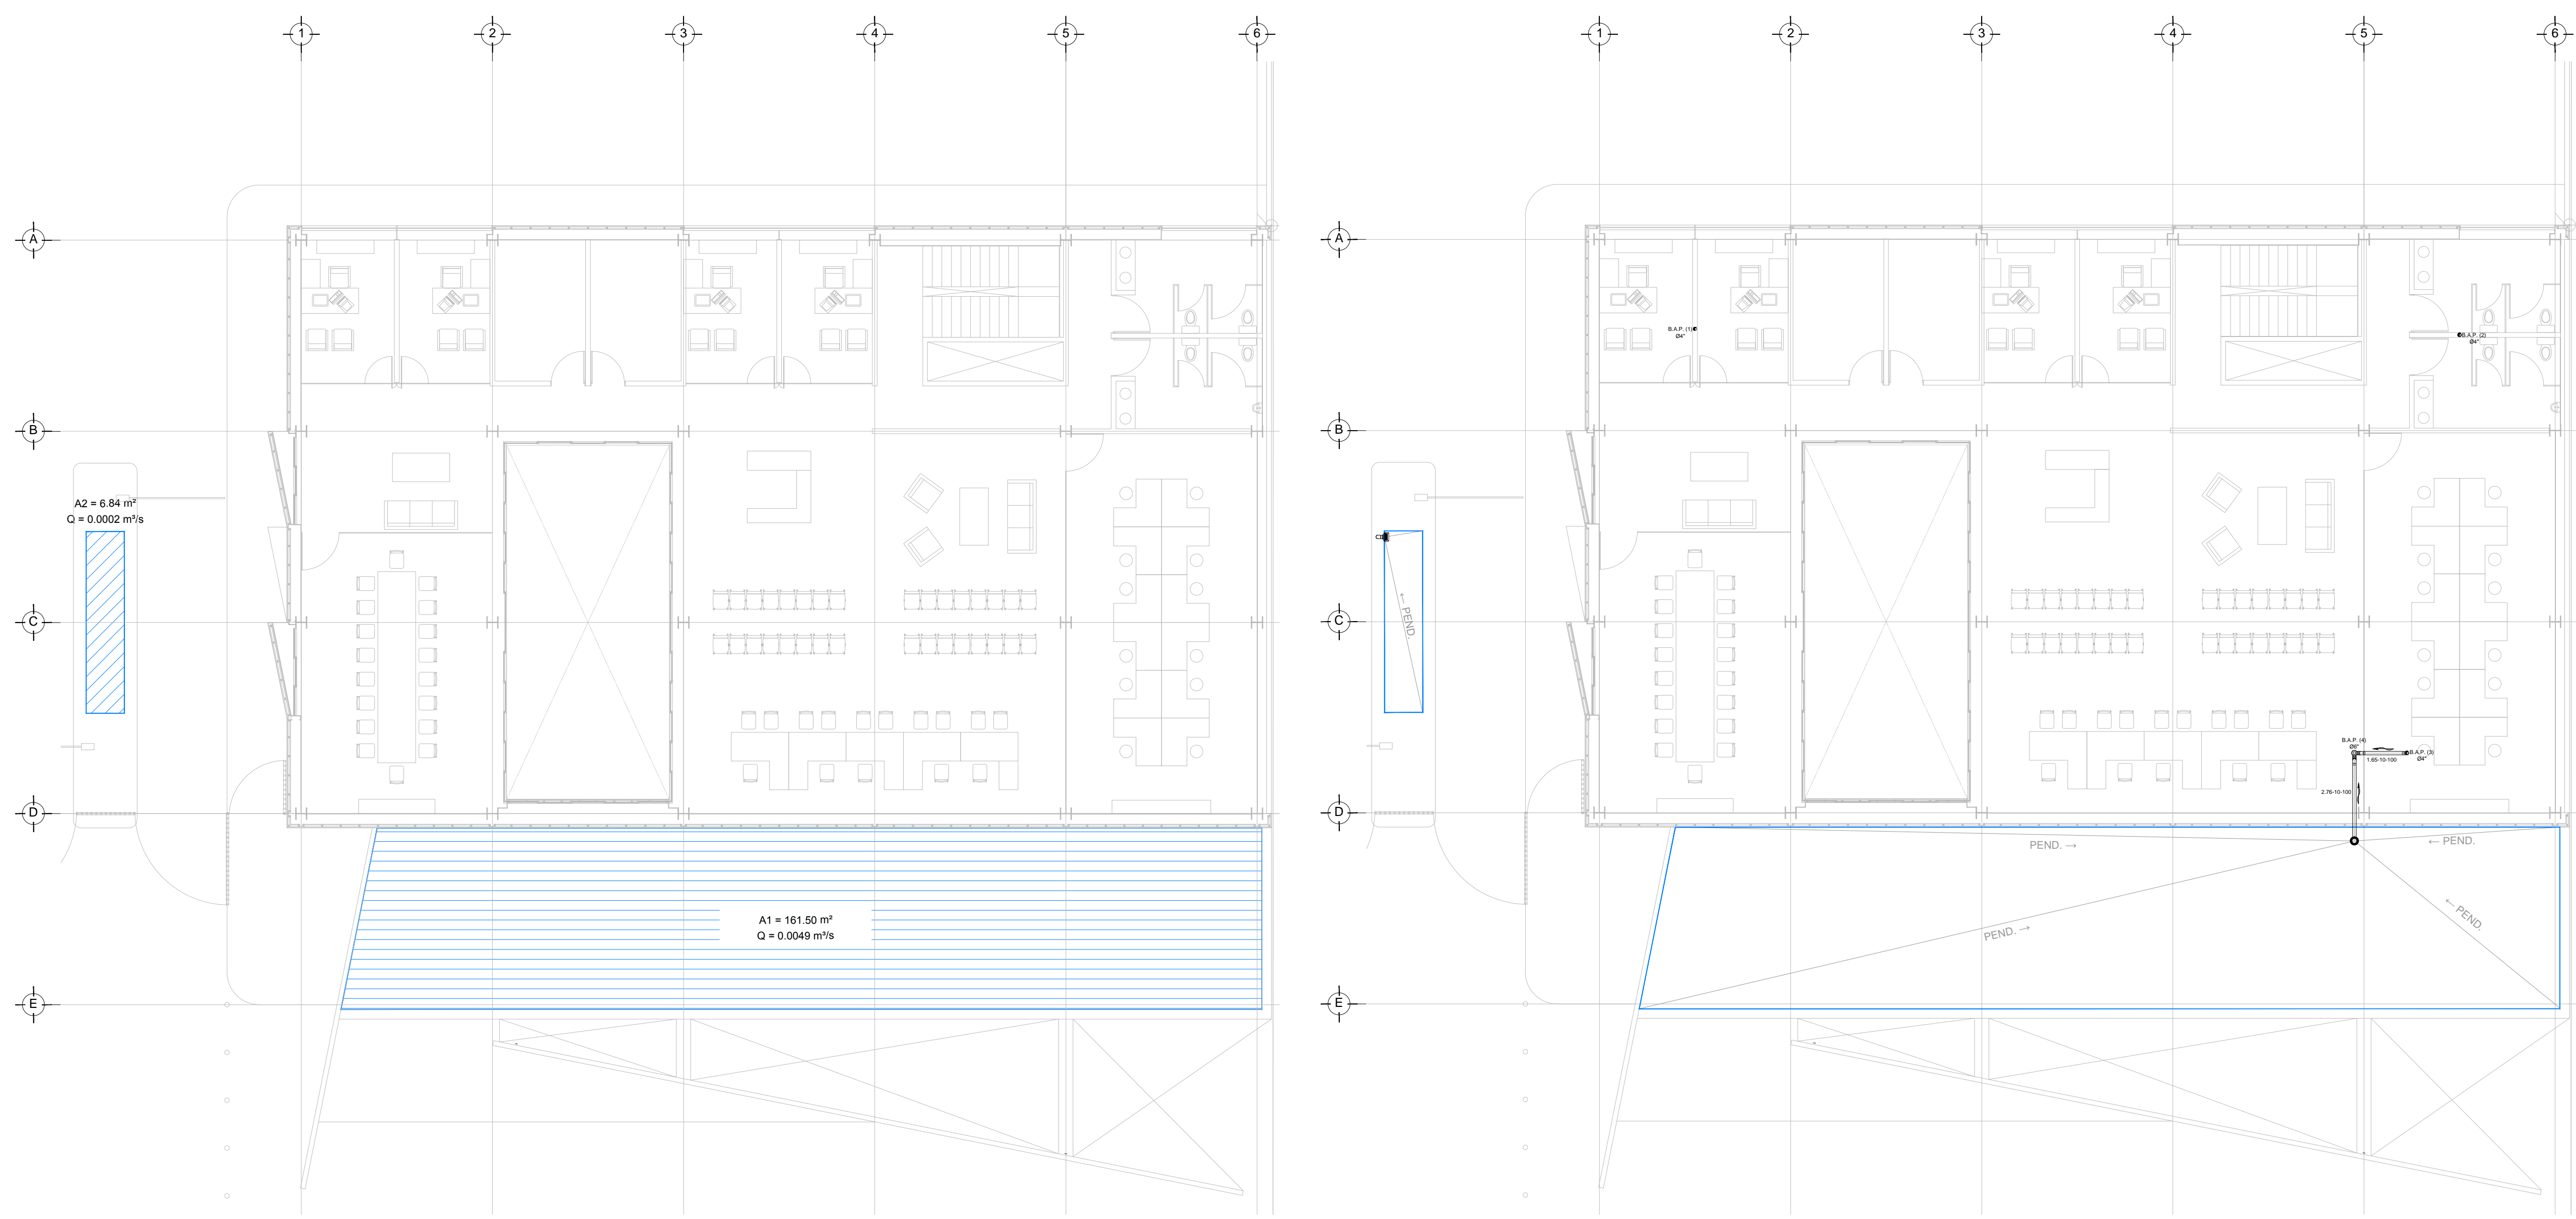 1 2 3 4 5 6
A
B
A2 = 6.84 m²
Q = 0.0002 m³/s
C
D
A1 = 161.50 m²
Q = 0.0049 m³/s
E
1 2 3 4 5 6
A
B.A.P. (1)
Ø4"
B.A.P. (2)
Ø4"
B
C
← PEND.
B.A.P. (4)
Ø6"
B.A.P. (3)
Ø4"
1.65-10-100
2.76-10-100
D
PEND. →
← PEND.
← PEND.
PEND. →
E